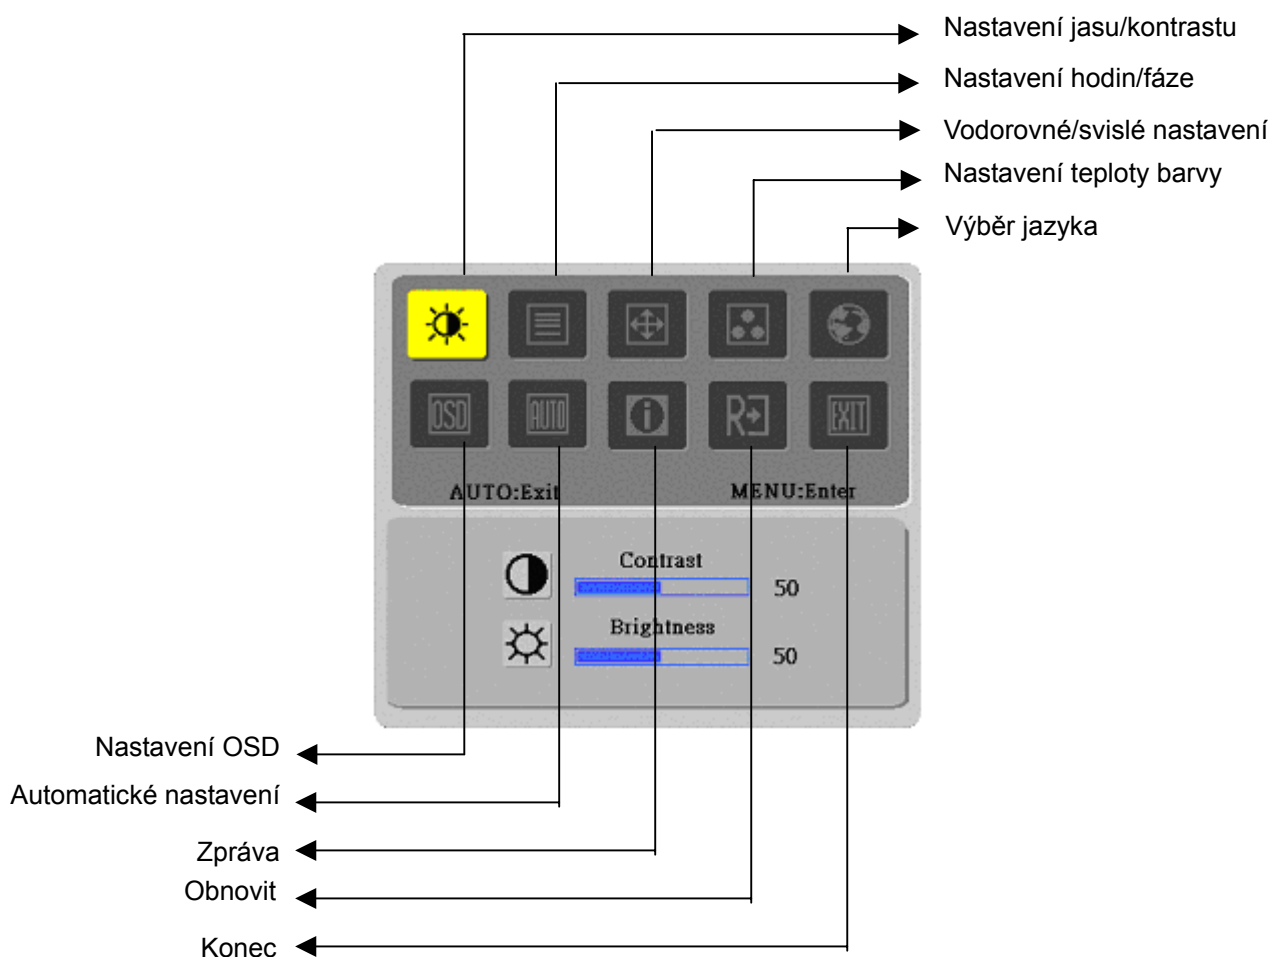 Nastavení jasu/kontrastu
Nastavení hodin/fáze
Vodorovné/svislé nastavení
Nastavení teploty barvy
Výběr jazyka
OSD
AUTO
i
R
EXIT
AUTO:Exit
MENU:Enter
Contrast
50
Brightness
50
Nastavení OSD
Automatické nastavení
Zpráva
Obnovit
Konec